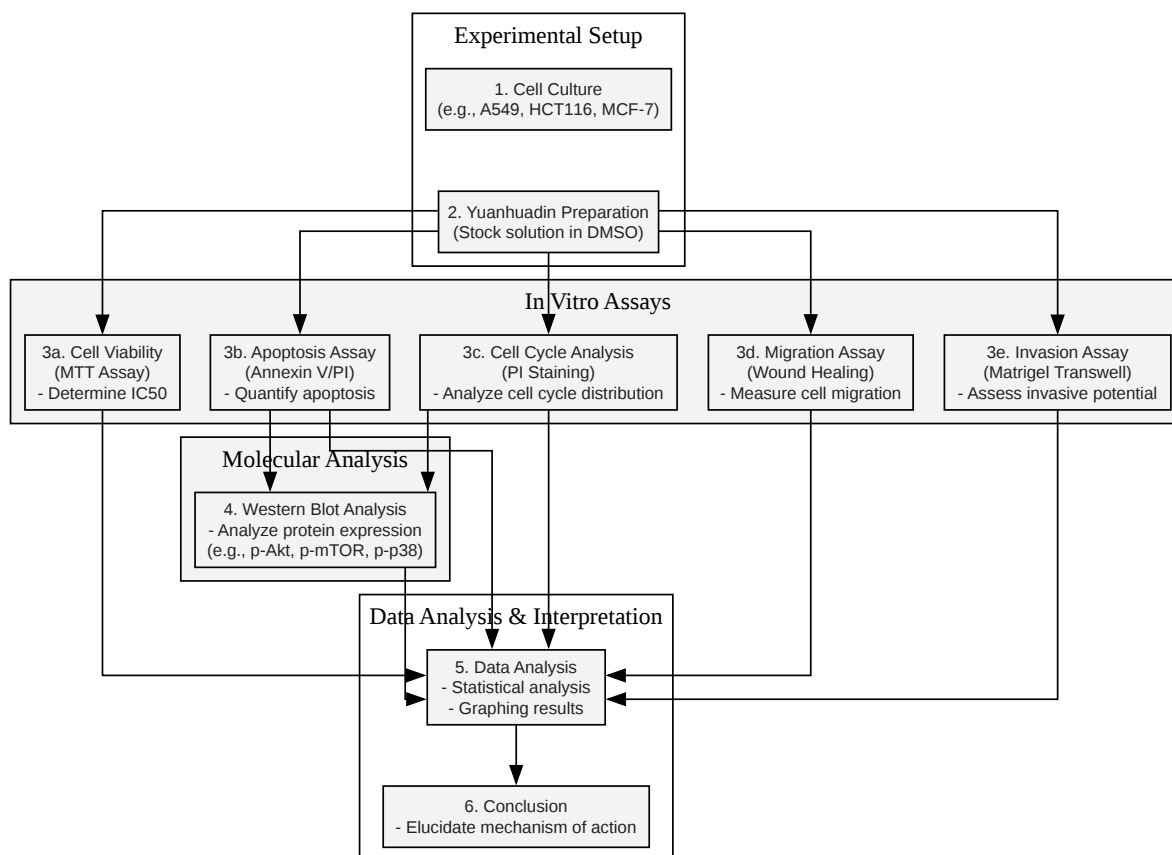 Experimental Setup
1. Cell Culture
(e.g., A549, HCT116, MCF-7)
2. Yuanhuadin Preparation
(Stock solution in DMSO)
In Vitro Assays
3a. Cell Viability
(MTT Assay)
- Determine IC50
3b. Apoptosis Assay
(Annexin V/PI)
- Quantify apoptosis
3c. Cell Cycle Analysis
(PI Staining)
- Analyze cell cycle distribution
3d. Migration Assay
(Wound Healing)
- Measure cell migration
3e. Invasion Assay
(Matrigel Transwell)
- Assess invasive potential
Molecular Analysis
4. Western Blot Analysis
- Analyze protein expression
(e.g., p-Akt, p-mTOR, p-p38)
Data Analysis & Interpretation
5. Data Analysis
- Statistical analysis
- Graphing results
6. Conclusion
- Elucidate mechanism of action